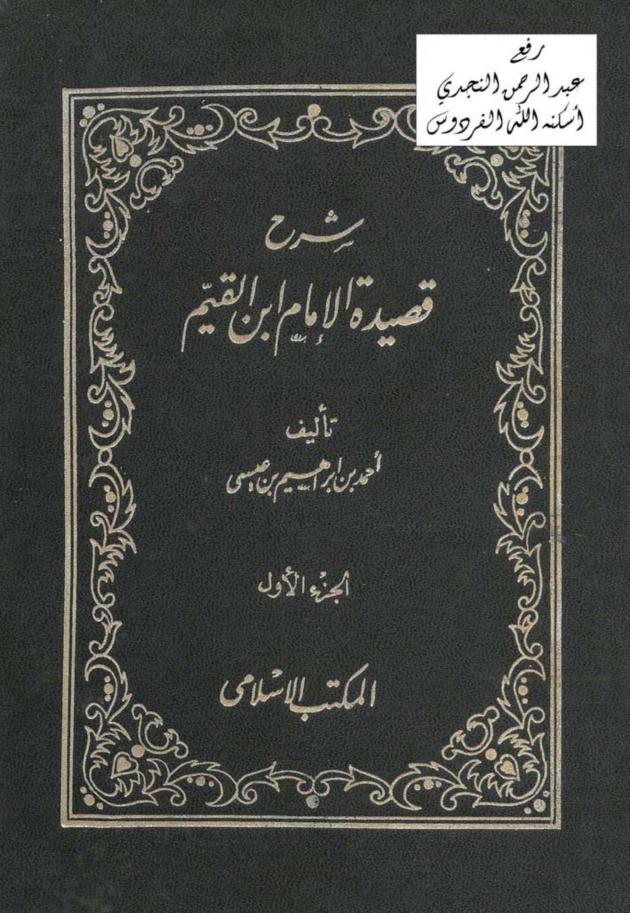 رفع
عبد الرحمن النجدي
أسكنه الله الفردوس
شرح
قصيدة الإمام ابن القيّم
تأليف
أحمد بن ابراهيم بن عيسى
الجزء الأول
المكتب الاسلامي